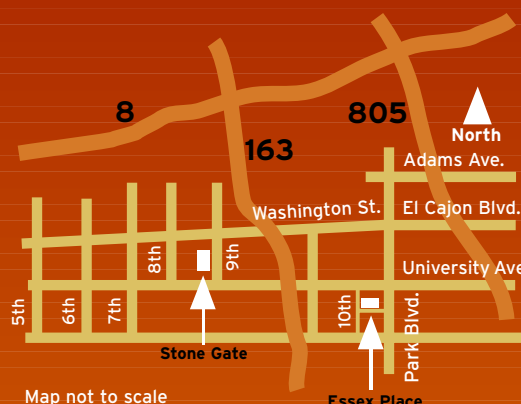 8
805
North
163
Adams Ave.
Washington St.
El Cajon Blvd.
8th
9th
University Ave
5th
6th
7th
10th
Park Blvd.
Stone Gate
Essex Place
Map not to scale